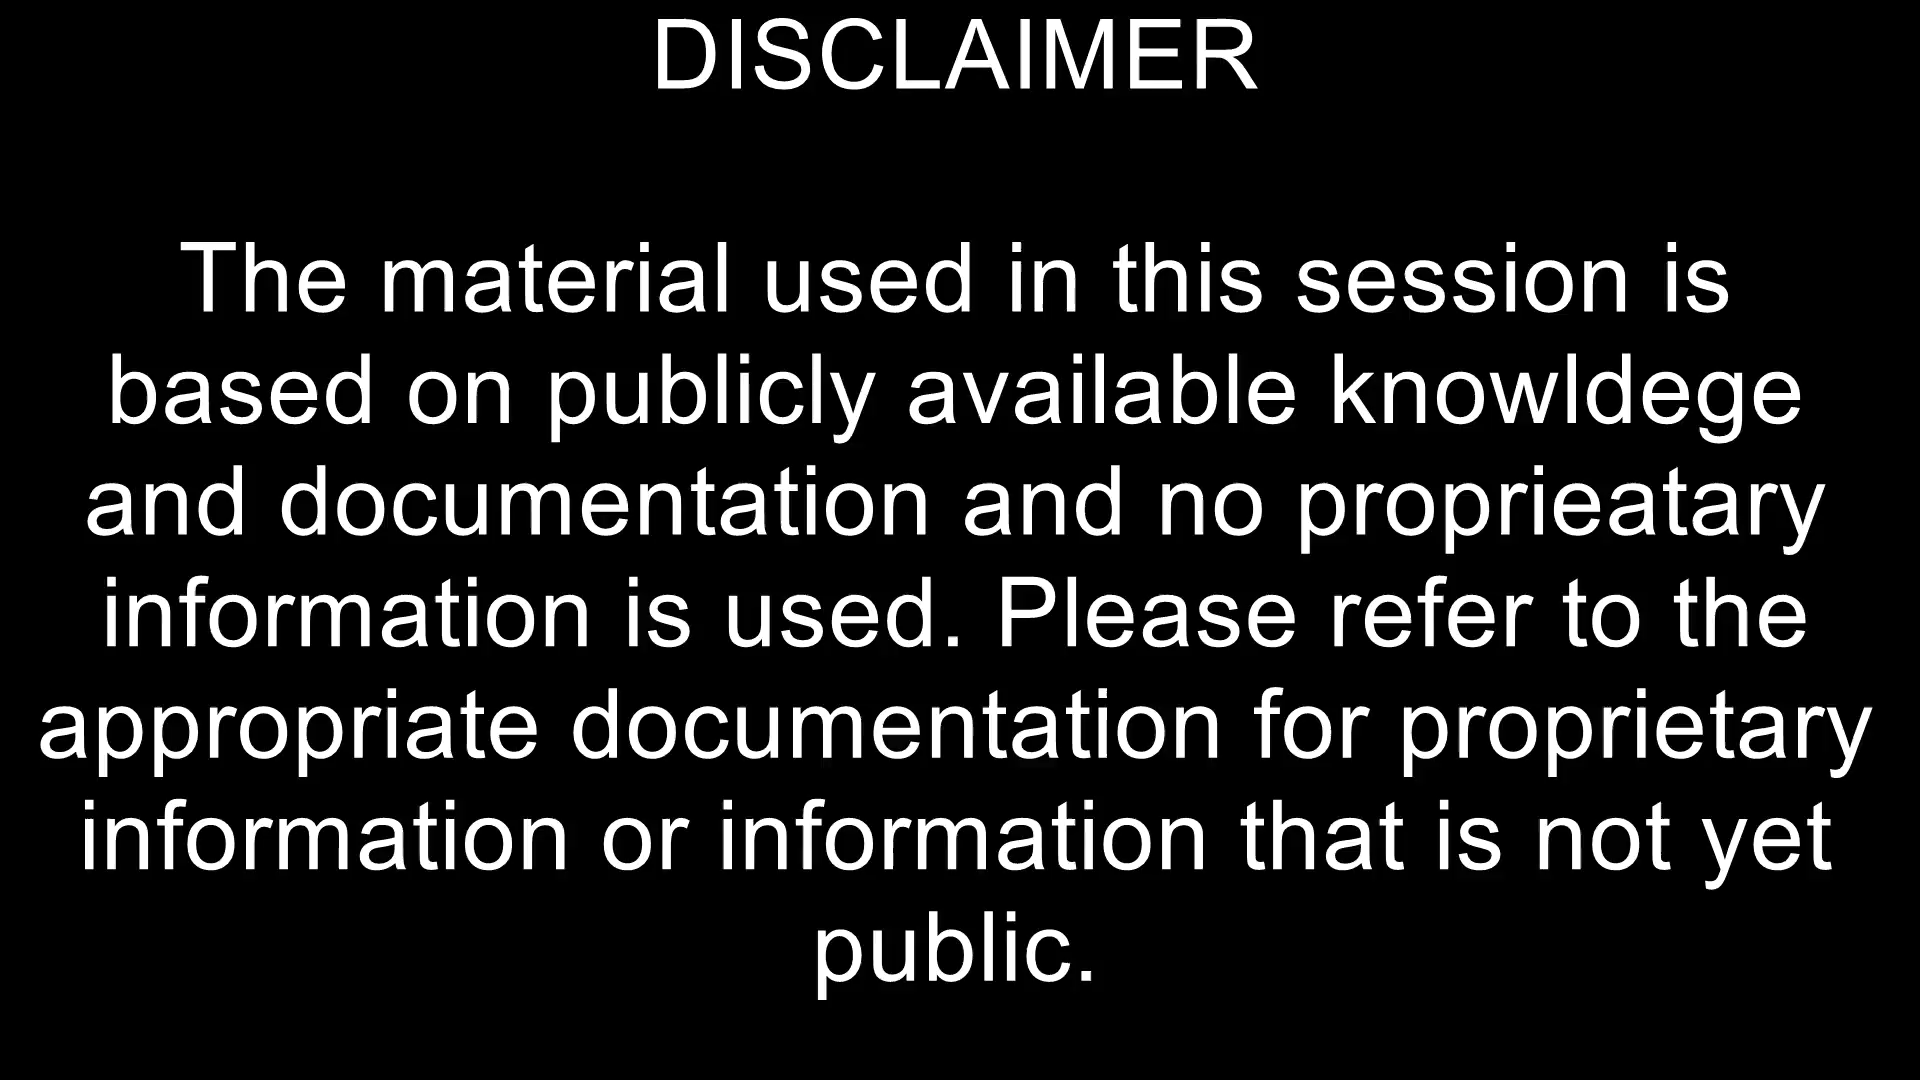 DISCLAIMER
The material used in this session is
based on publicly available knowldege
and documentation and no proprieatary
information is used. Please refer to the
appropriate documentation for proprietary
information or information that is not yet
public.